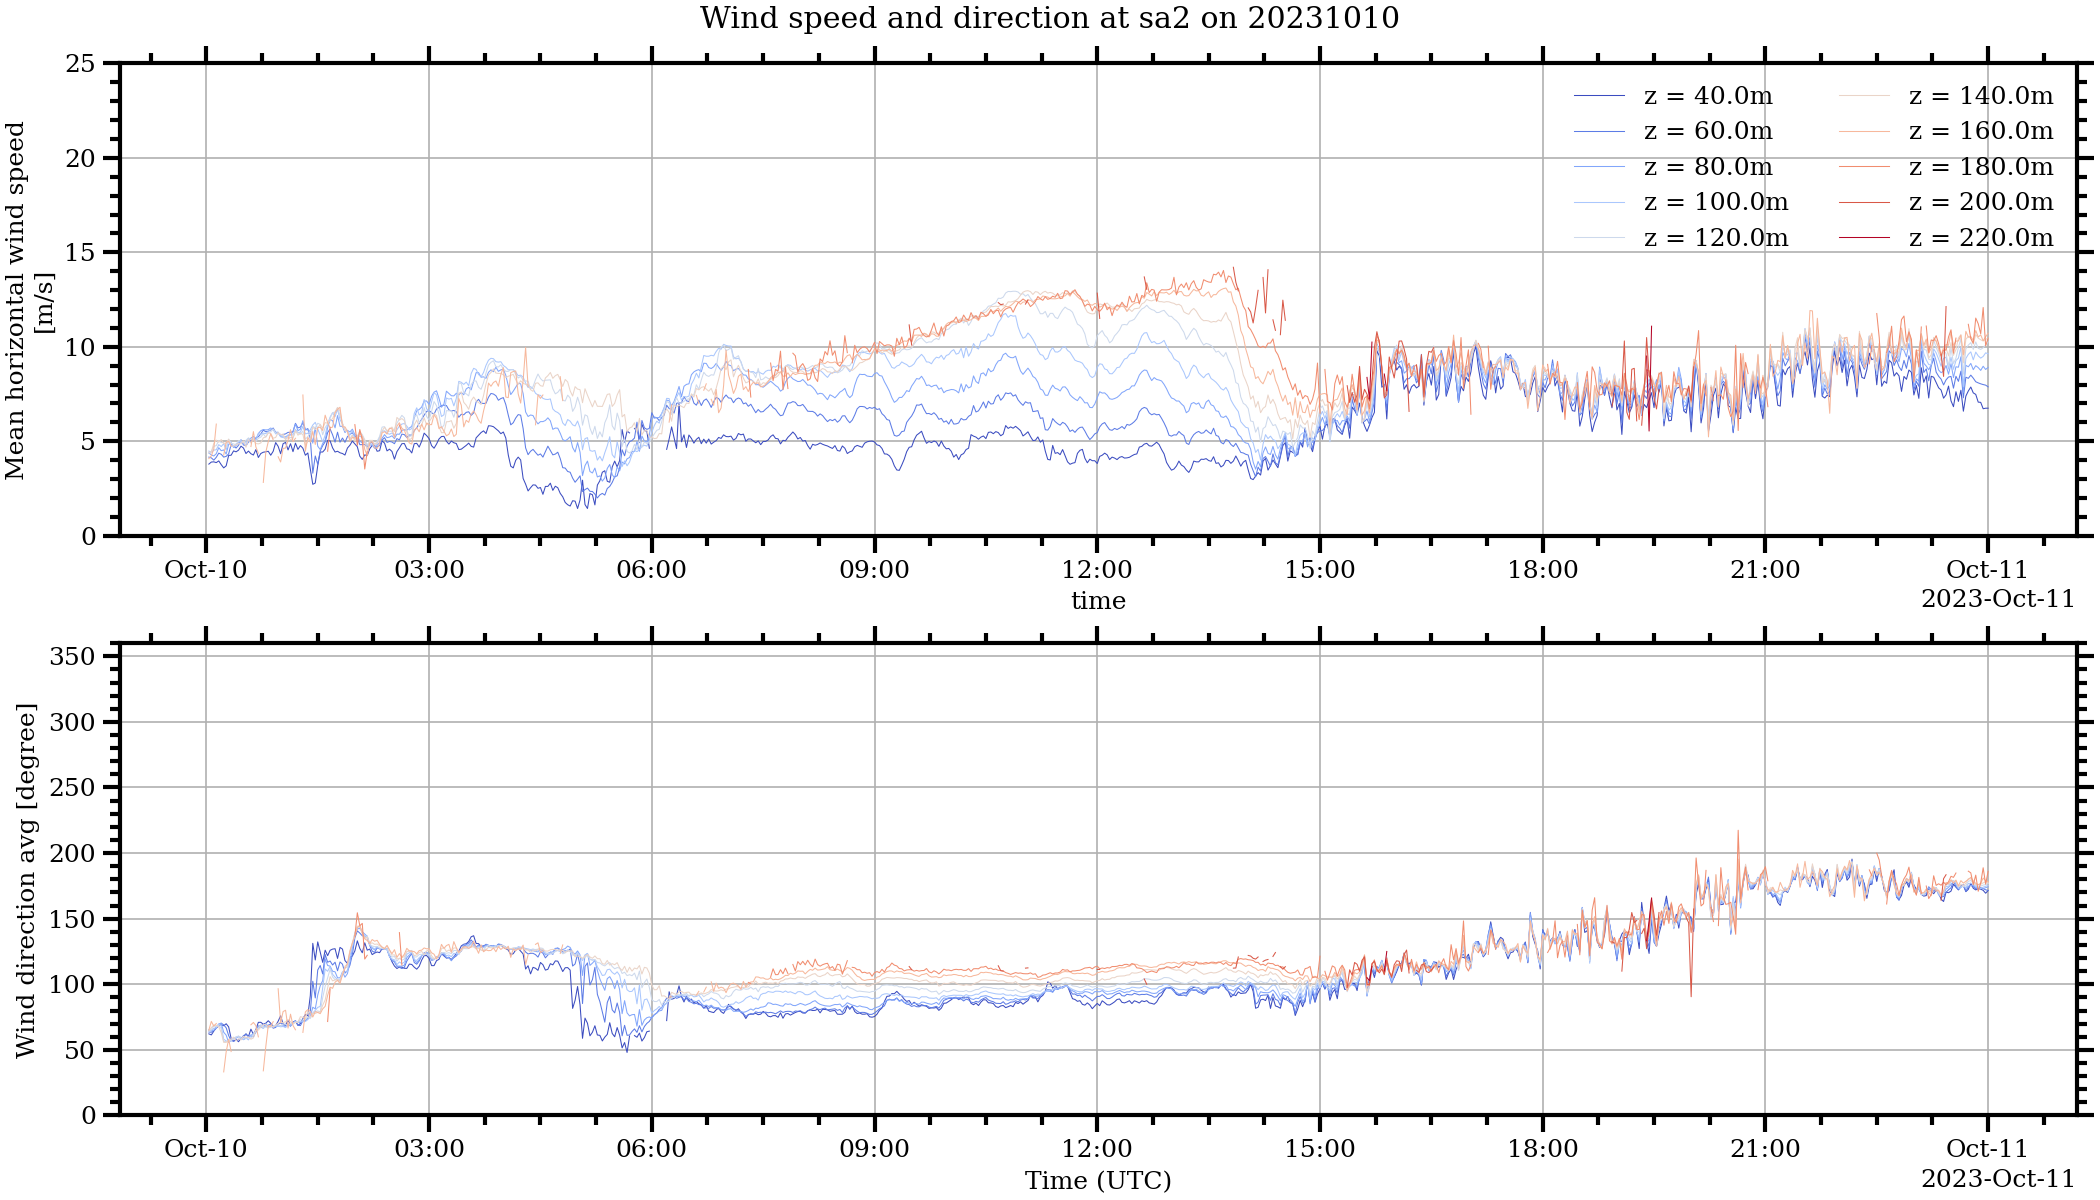 Wind speed and direction at sa2 on 20231010
25
20
15
10
5
0
Mean horizontal wind speed
[m/s]
z = 40.0m
z = 60.0m
z = 80.0m
z = 100.0m
z = 120.0m
z = 140.0m
z = 160.0m
z = 180.0m
z = 200.0m
z = 220.0m
Oct-10 03:00 06:00 09:00 12:00 15:00 18:00 21:00 Oct-11
time
2023-Oct-11
350
300
250
200
150
100
50
0
Wind direction avg [degree]
Oct-10 03:00 06:00 09:00 12:00 15:00 18:00 21:00 Oct-11
Time (UTC)
2023-Oct-11